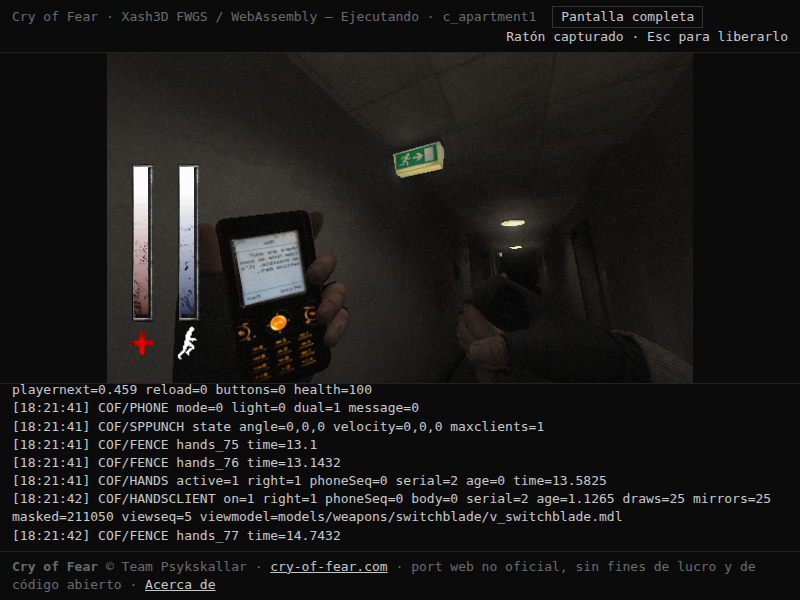 Cry of Fear · Xash3D FWGS / WebAssembly — Ejecutando · c_apartment1
Pantalla completa
Ratón capturado · Esc para liberarlo
playernext=0.459 reload=0 buttons=0 health=100
[18:21:41] COF/PHONE mode=0 light=0 dual=1 message=0
[18:21:41] COF/SPPUNCH state angle=0,0,0 velocity=0,0,0 maxclients=1
[18:21:41] COF/FENCE hands_75 time=13.1
[18:21:41] COF/FENCE hands_76 time=13.1432
[18:21:41] COF/HANDS active=1 right=1 phoneSeq=0 serial=2 age=0 time=13.5825
[18:21:42] COF/HANDSCLIENT on=1 right=1 phoneSeq=0 body=0 serial=2 age=1.1265 draws=25 mirrors=25
masked=211050 viewseq=5 viewmodel=models/weapons/switchblade/v_switchblade.mdl
[18:21:42] COF/FENCE hands_77 time=14.7432
Cry of Fear © Team Psykskallar · cry-of-fear.com · port web no oficial, sin fines de lucro y de
código abierto · Acerca de